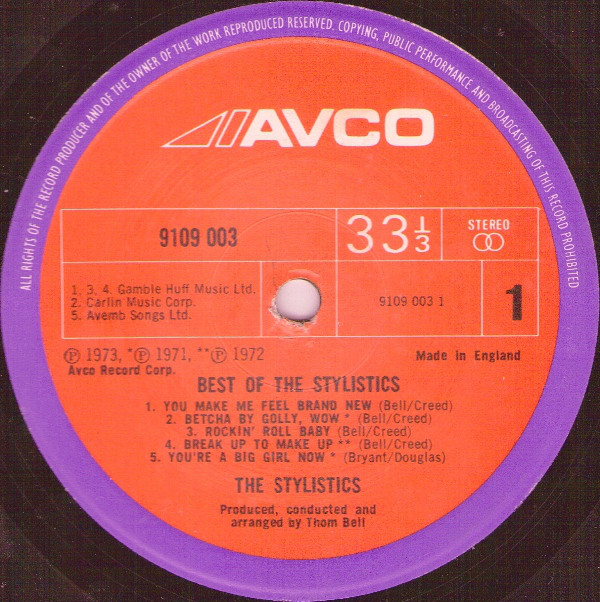 ALL RIGHTS OF THE RECORD PRODUCER AND OF THE OWNER OF THE WORK REPRODUCED RESERVED. COPYING, PUBLIC PERFORMANCE AND BROADCASTING OF THIS RECORD PROHIBITED
AVCO
9109 003
33 1/3
STEREO
1. 3. 4. Gamble Huff Music Ltd.
2. Carlin Music Corp.
5. Avemb Songs Ltd.
9109 003 1
1
Ⓟ 1973, *Ⓟ 1971, **Ⓟ 1972
Avco Record Corp.
Made in England
BEST OF THE STYLISTICS
1. YOU MAKE ME FEEL BRAND NEW (Bell/Creed)
2. BETCHA BY GOLLY, WOW * (Bell/Creed)
3. ROCKIN' ROLL BABY (Bell/Creed)
4. BREAK UP TO MAKE UP ** (Bell/Creed)
5. YOU'RE A BIG GIRL NOW * (Bryant/Douglas)
THE STYLISTICS
Produced, conducted and
arranged by Thom Bell